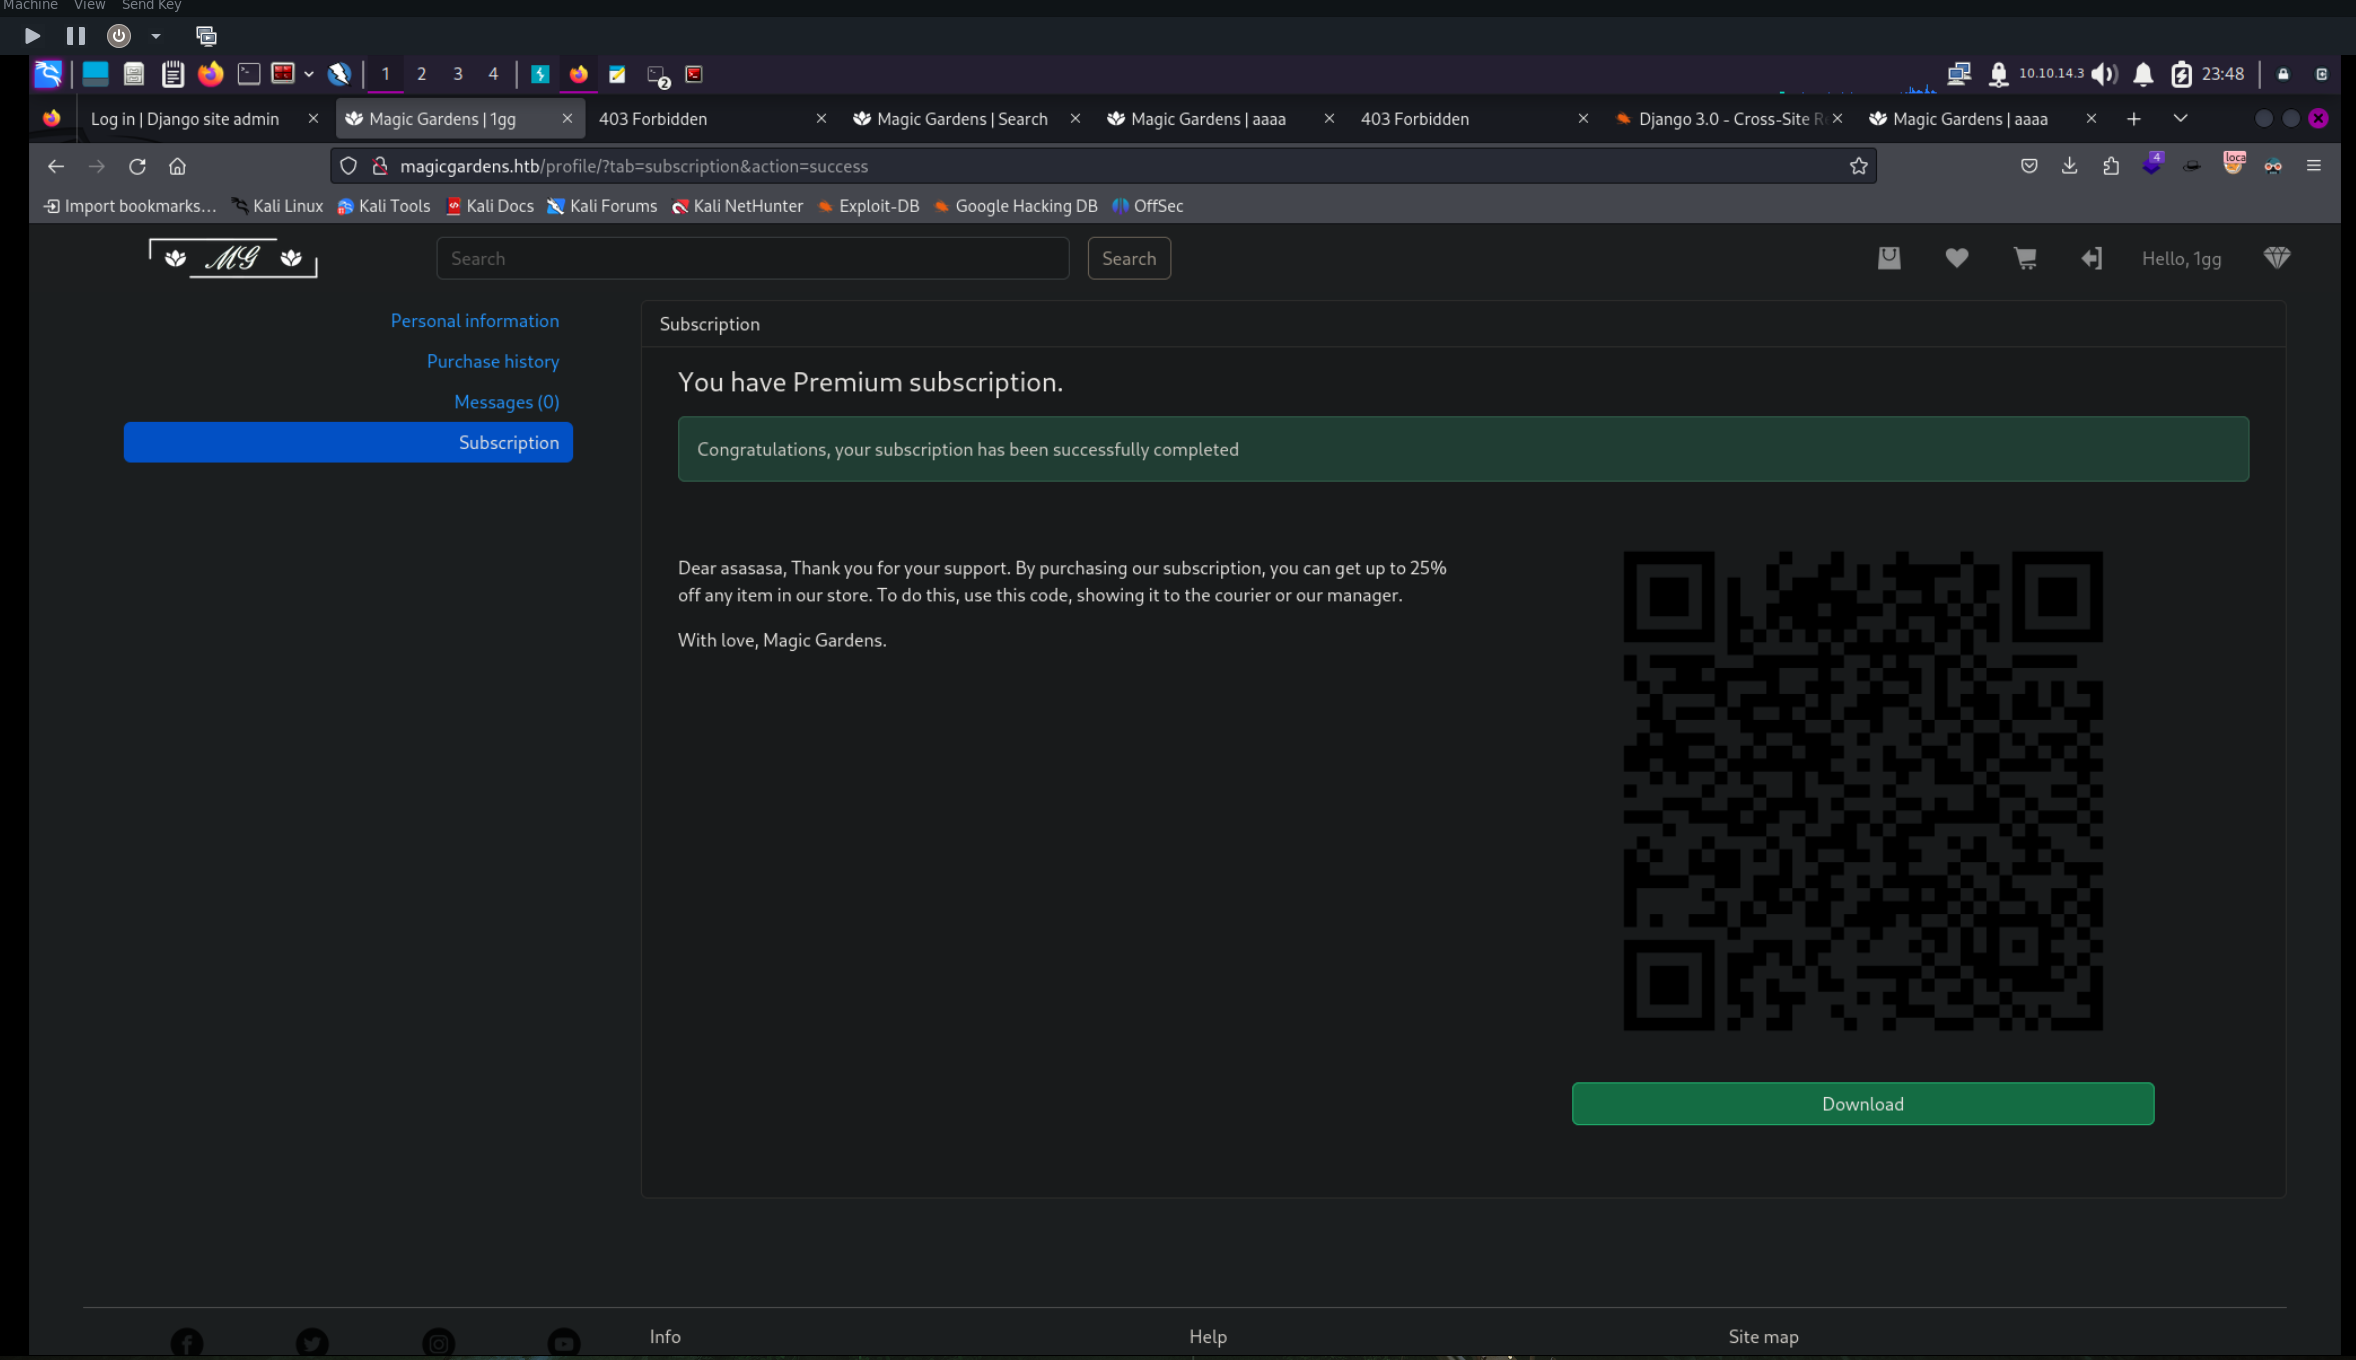 Machine View Send Key
1 2 3 4 2 10.10.14.3 23:48
Log in | Django site admin Magic Gardens | 1gg 403 Forbidden Magic Gardens | Search Magic Gardens | aaaa 403 Forbidden Django 3.0 - Cross-Site Magic Gardens | aaaa
magicgardens.htb/profile/?tab=subscription&action=success 4 loca
Import bookmarks... Kali Linux Kali Tools Kali Docs Kali Forums Kali NetHunter Exploit-DB Google Hacking DB OffSec
MG Search Search Hello, 1gg
Personal information
Purchase history
Messages (0)
Subscription
Subscription
You have Premium subscription.
Congratulations, your subscription has been successfully completed
Dear asasasa, Thank you for your support. By purchasing our subscription, you can get up to 25%
off any item in our store. To do this, use this code, showing it to the courier or our manager.
With love, Magic Gardens.
Download
Info Help Site map